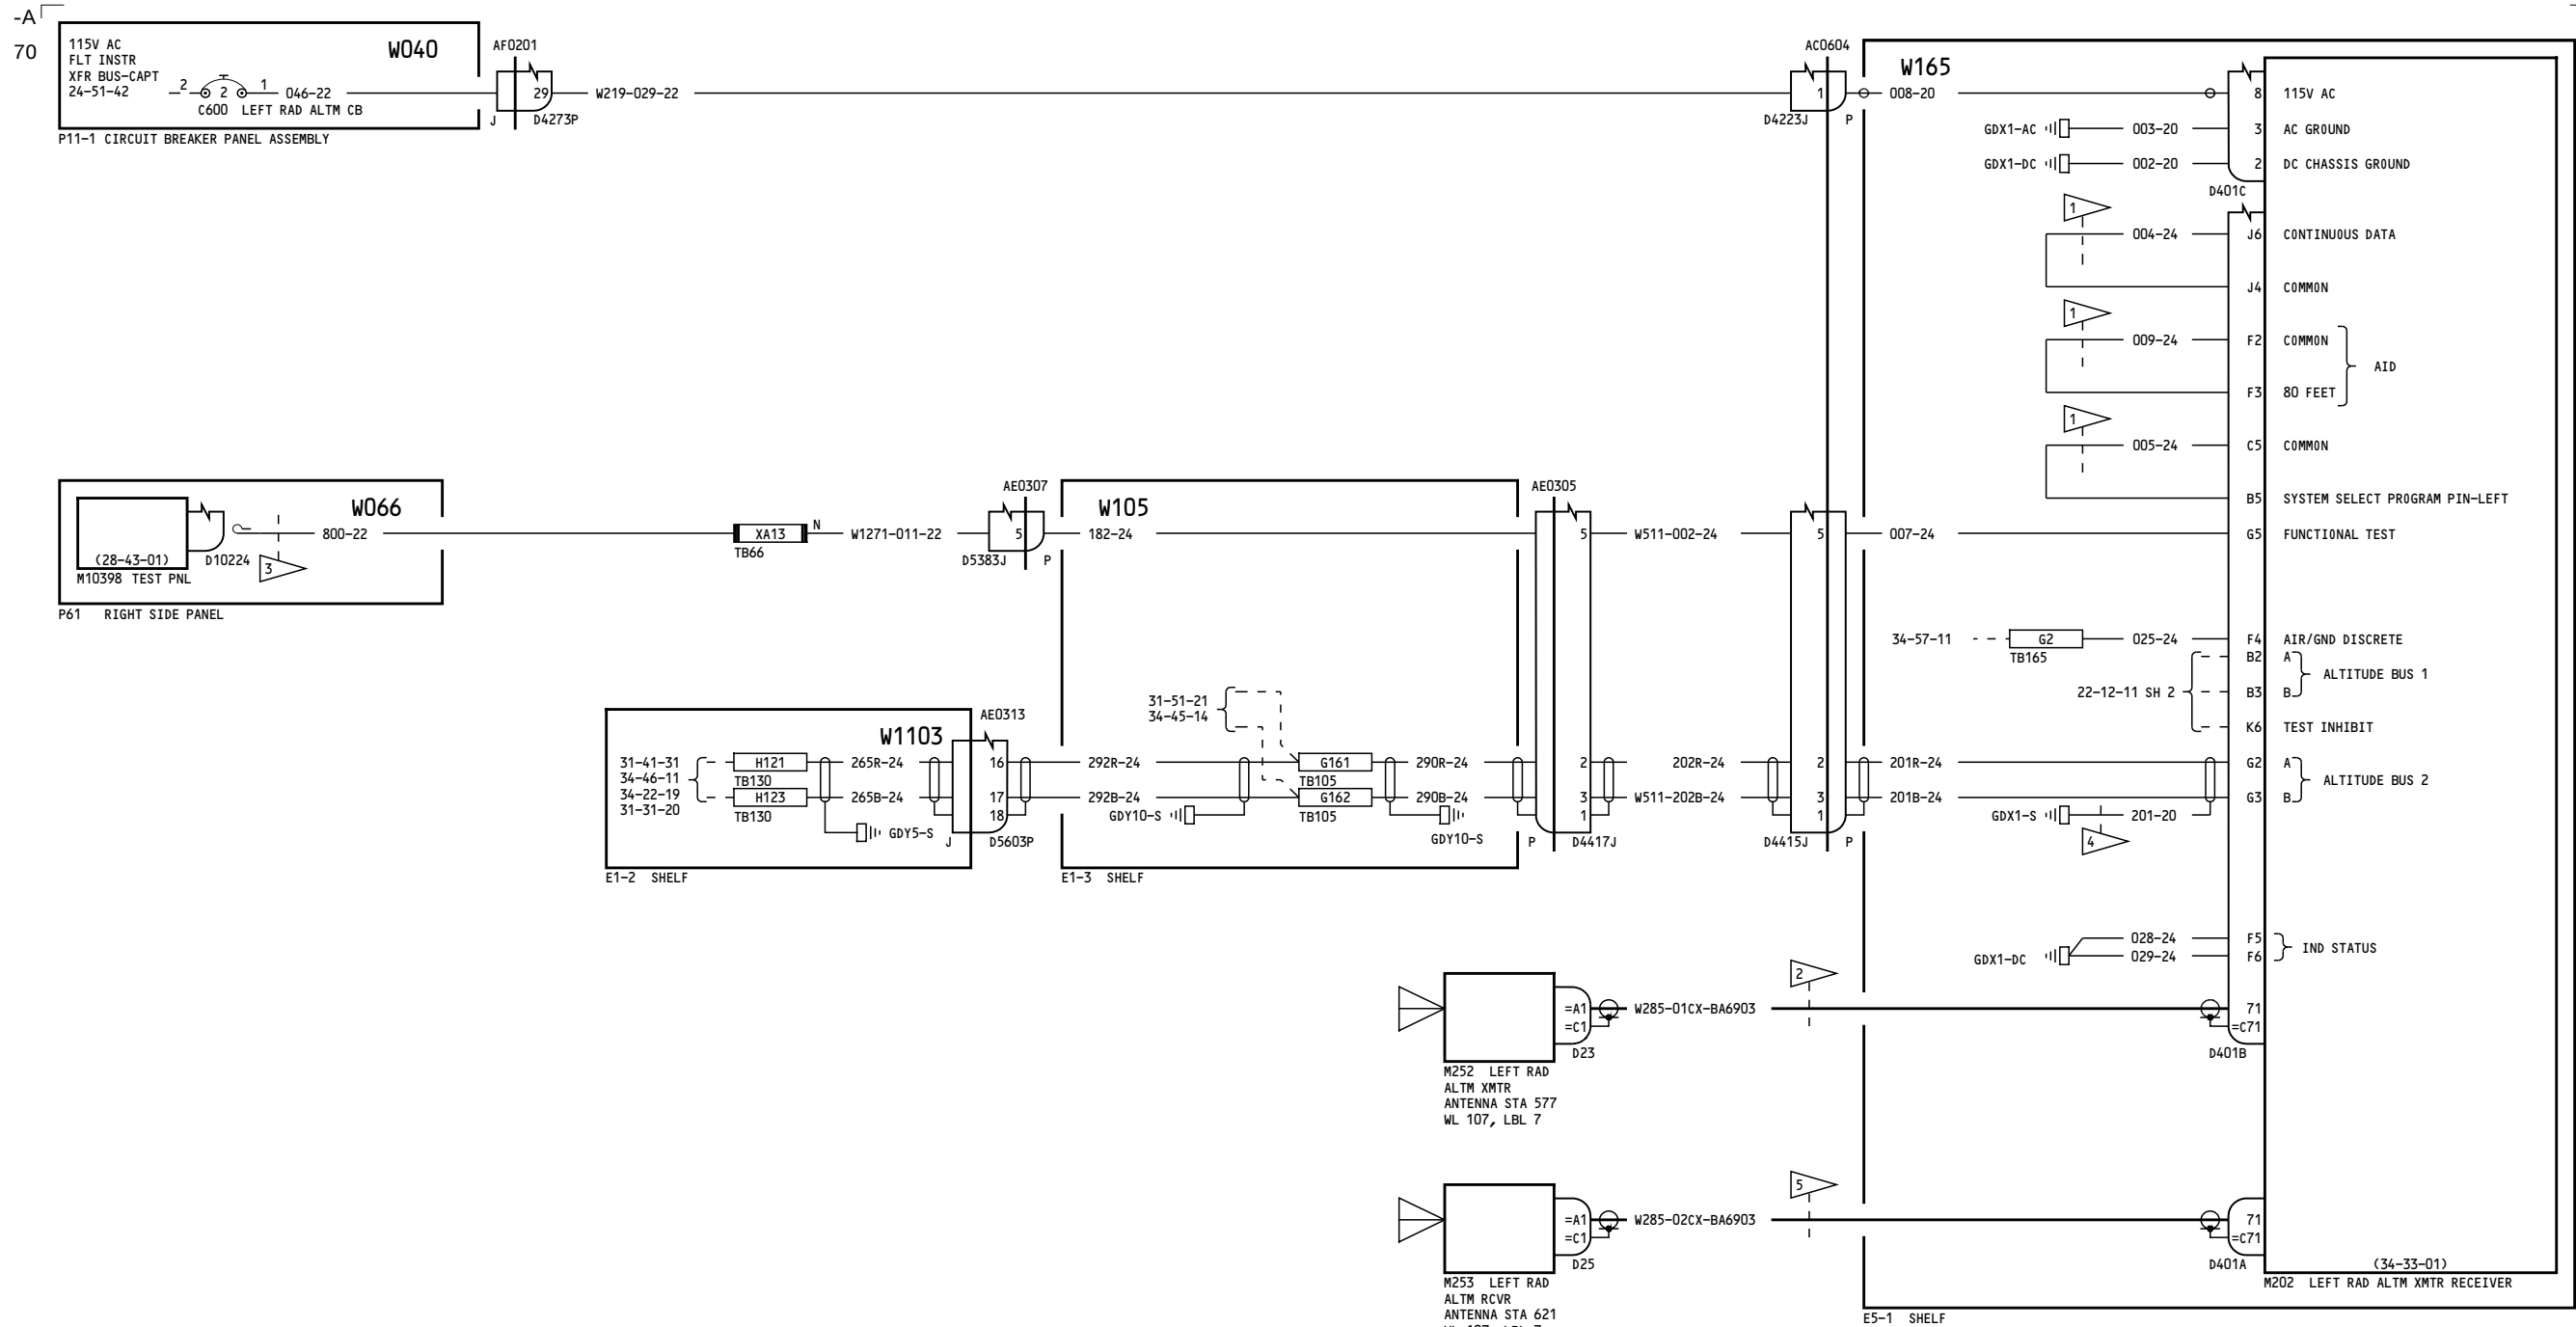 -A
70
115V AC
FLT INSTR
XFR BUS-CAPT
24-51-42
W040
2 2 1 046-22
C600 LEFT RAD ALTM CB
P11-1 CIRCUIT BREAKER PANEL ASSEMBLY
AF0201
29
J D4273P
W219-029-22
AC0604
1
D4223J P
W165
008-20
8 115V AC
GDX1-AC 003-20 3 AC GROUND
GDX1-DC 002-20 2 DC CHASSIS GROUND
D401C
1
004-24 J6 CONTINUOUS DATA
J4 COMMON
1
009-24 F2 COMMON
AID
F3 80 FEET
1
005-24 C5 COMMON
B5 SYSTEM SELECT PROGRAM PIN-LEFT
W066
800-22
(28-43-01) D10224 3
M10398 TEST PNL
P61 RIGHT SIDE PANEL
XA13 N
TB66
W1271-011-22
AE0307
5
D5383J P
W105
182-24
AE0305
5
W511-002-24
5
007-24
G5 FUNCTIONAL TEST
34-57-11 G2 025-24 F4 AIR/GND DISCRETE
TB165
B2 A
ALTITUDE BUS 1
22-12-11 SH 2 B3 B
K6 TEST INHIBIT
31-51-21
34-45-14
AE0313
W1103
31-41-31
34-46-11
34-22-19
31-31-20
H121 265R-24 16 292R-24 G161 290R-24 2 202R-24 2 201R-24 G2 A
TB130 TB105 ALTITUDE BUS 2
H123 265B-24 17 292B-24 G162 290B-24 3 W511-202B-24 3 201B-24 G3 B
TB130 18 GDY10-S TB105 1 1 GDX1-S 201-20
GDY5-S
J D5603P
GDY10-S
P D4417J
D4415J P
4
E1-2 SHELF
E1-3 SHELF
028-24 F5
IND STATUS
GDX1-DC 029-24 F6
2
=A1 W285-01CX-BA6903 71
=C1 =C71
D23 D401B
M252 LEFT RAD
ALTM XMTR
ANTENNA STA 577
WL 107, LBL 7
5
=A1 W285-02CX-BA6903 71
=C1 =C71
D25 D401A
(34-33-01)
M202 LEFT RAD ALTM XMTR RECEIVER
M253 LEFT RAD
ALTM RCVR
ANTENNA STA 621
E5-1 SHELF